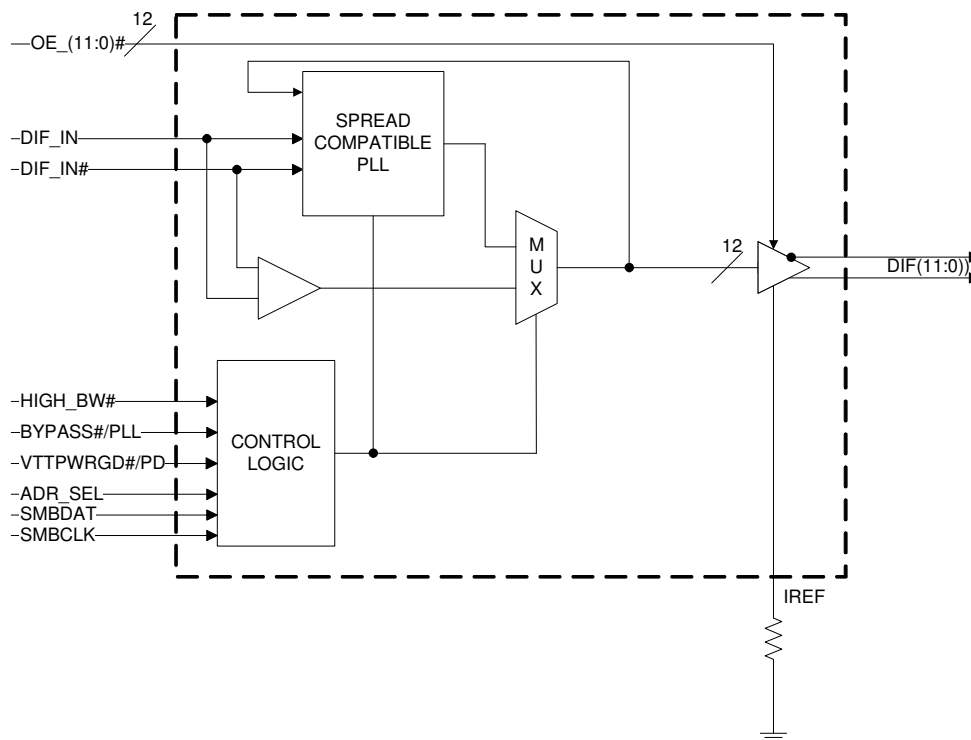 12
OE_(11:0)#
DIF_IN
DIF_IN#
SPREAD
COMPATIBLE
PLL
M
U
X
12
DIF(11:0))
HIGH_BW#
BYPASS#/PLL
VTTPWRGD#/PD
ADR_SEL
SMBDAT
SMBCLK
CONTROL
LOGIC
IREF